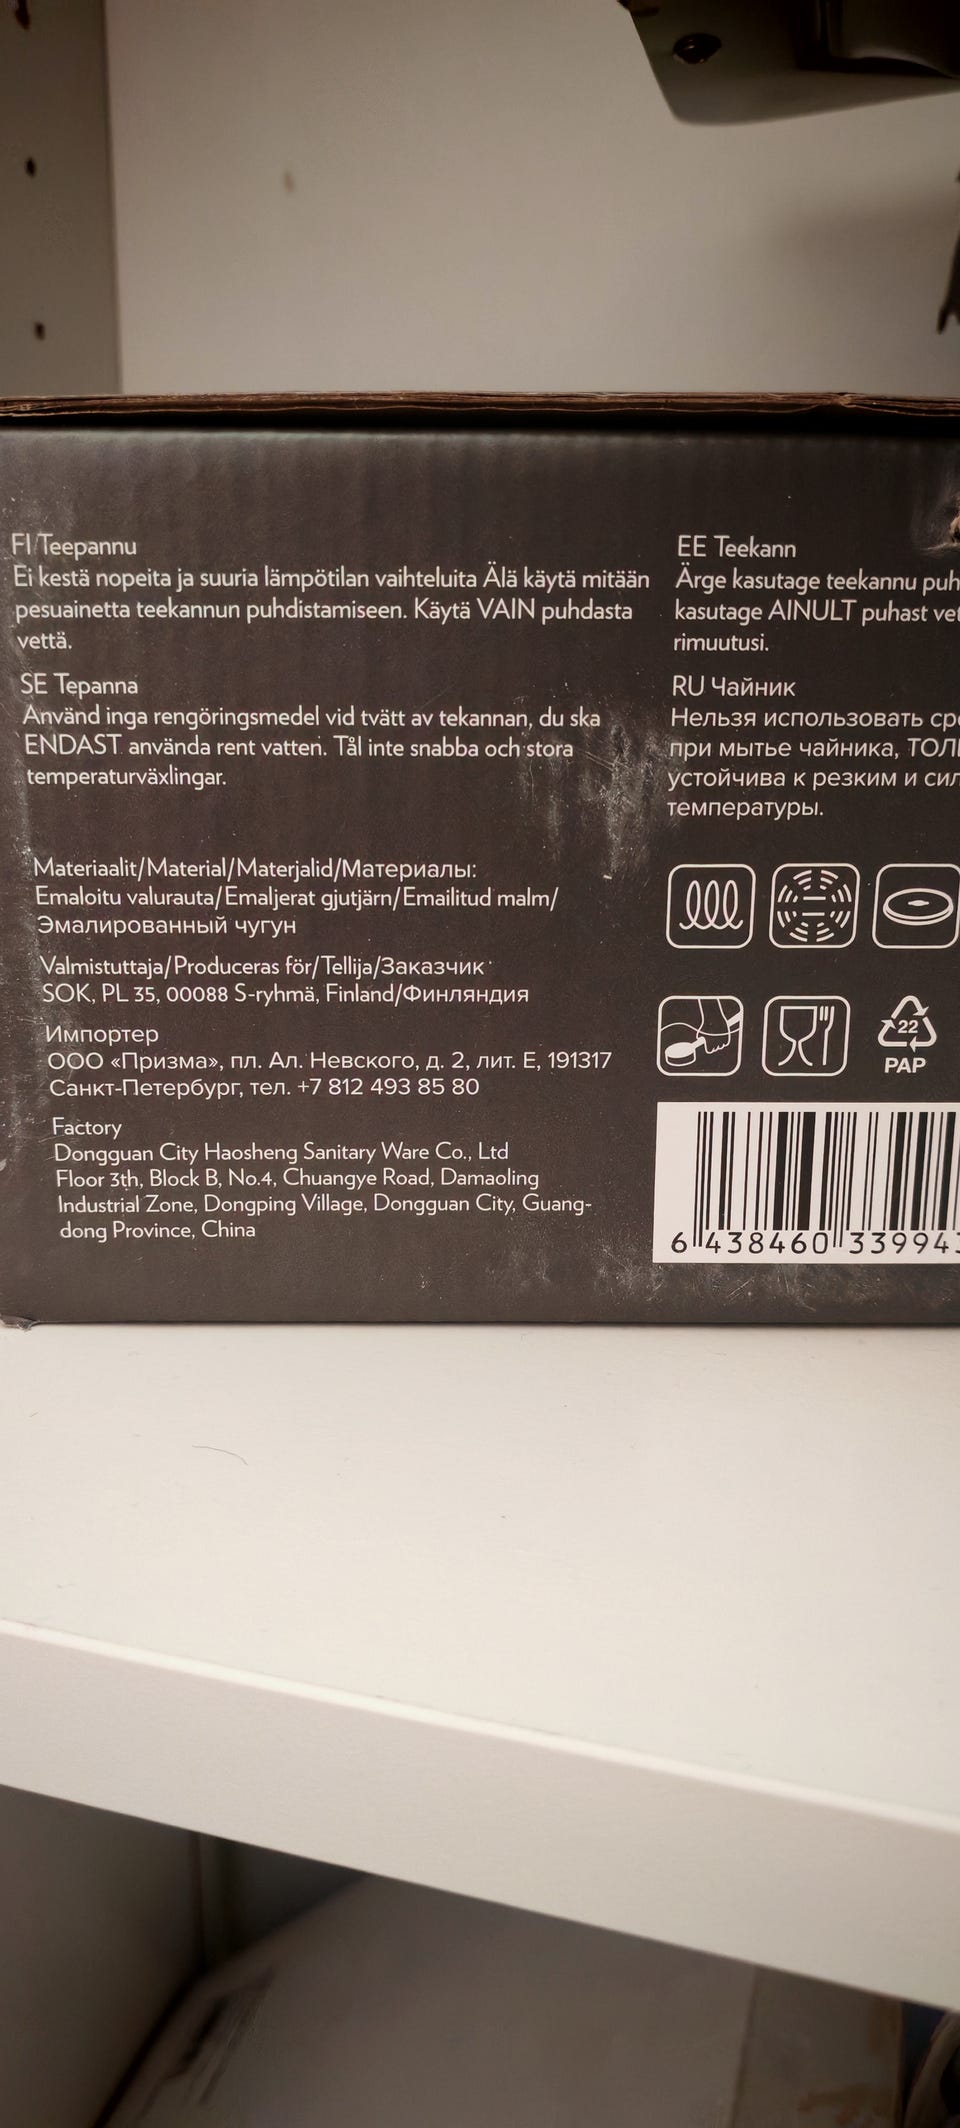 FI Teepannu
Ei kestä nopeita ja suuria lämpötilan vaihteluita Älä käytä mitään
pesuainetta teekannun puhdistamiseen. Käytä VAIN puhdasta
vettä.
SE Tepanna
Använd inga rengöringsmedel vid tvätt av tekannan, du ska
ENDAST använda rent vatten. Tål inte snabba och stora
temperaturväxlingar.
Materiaalit/Material/Materjalid/Материалы:
Emaloitu valurauta/Emaljerat gjutjärn/Emailitud malm/
Эмалированный чугун
Valmistuttaja/Produceras för/Tellija/Заказчик
SOK, PL 35, 00088 S-ryhmä, Finland/Финляндия
Импортер
ООО «Призма», пл. Ал. Невского, д. 2, лит. Е, 191317
Санкт-Петербург, тел. +7 812 493 85 80
Factory
Dongguan City Haosheng Sanitary Ware Co., Ltd
Floor 3th, Block B, No.4, Chuangye Road, Damaoling
Industrial Zone, Dongping Village, Dongguan City, Guang-
dong Province, China
EE Teekann
Ärge kasutage teekannu puh
kasutage AINULT puhast vet
rimuutusi.
RU Чайник
Нельзя использовать ср
при мытье чайника, ТОЛ
устойчива к резким и сил
температуры.
22
PAP
6 438460 33994